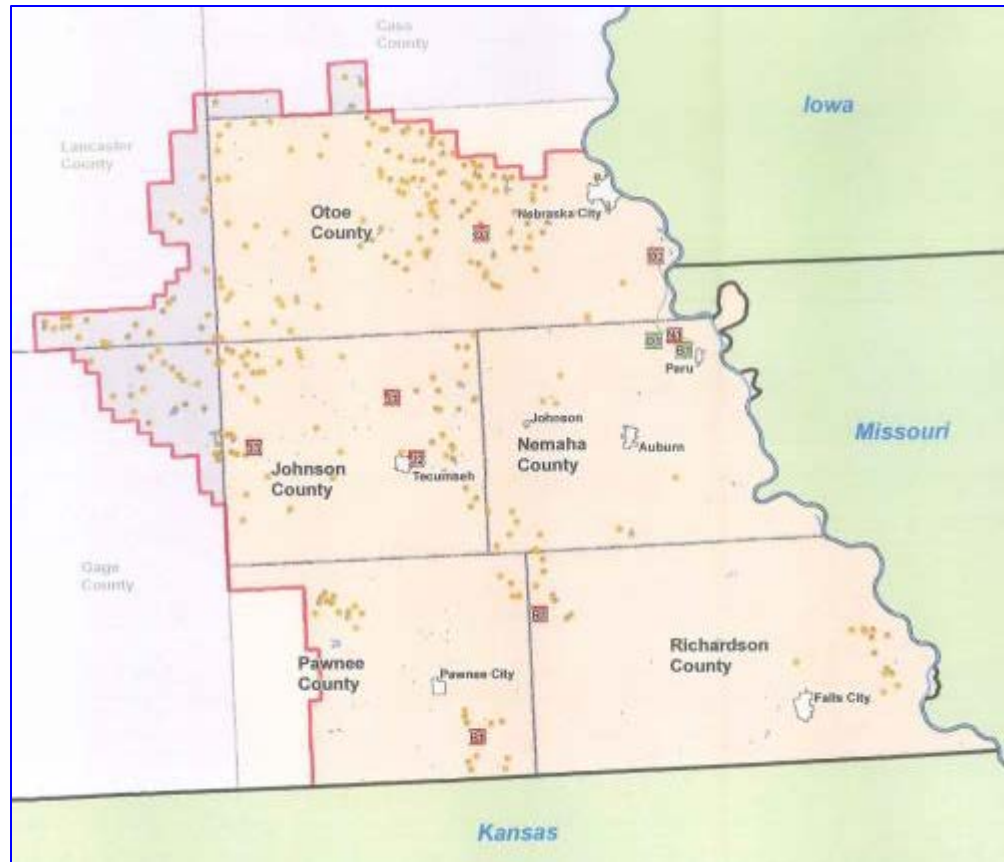 Cass
County
Iowa
Lancaster
County
Otoe
County
Nebraska City
Peru
Johnson
Auburn
Missouri
Nemaha
County
Johnson
County
Tecumseh
Gage
County
Richardson
County
Pawnee
County
Pawnee City
Falls City
Kansas